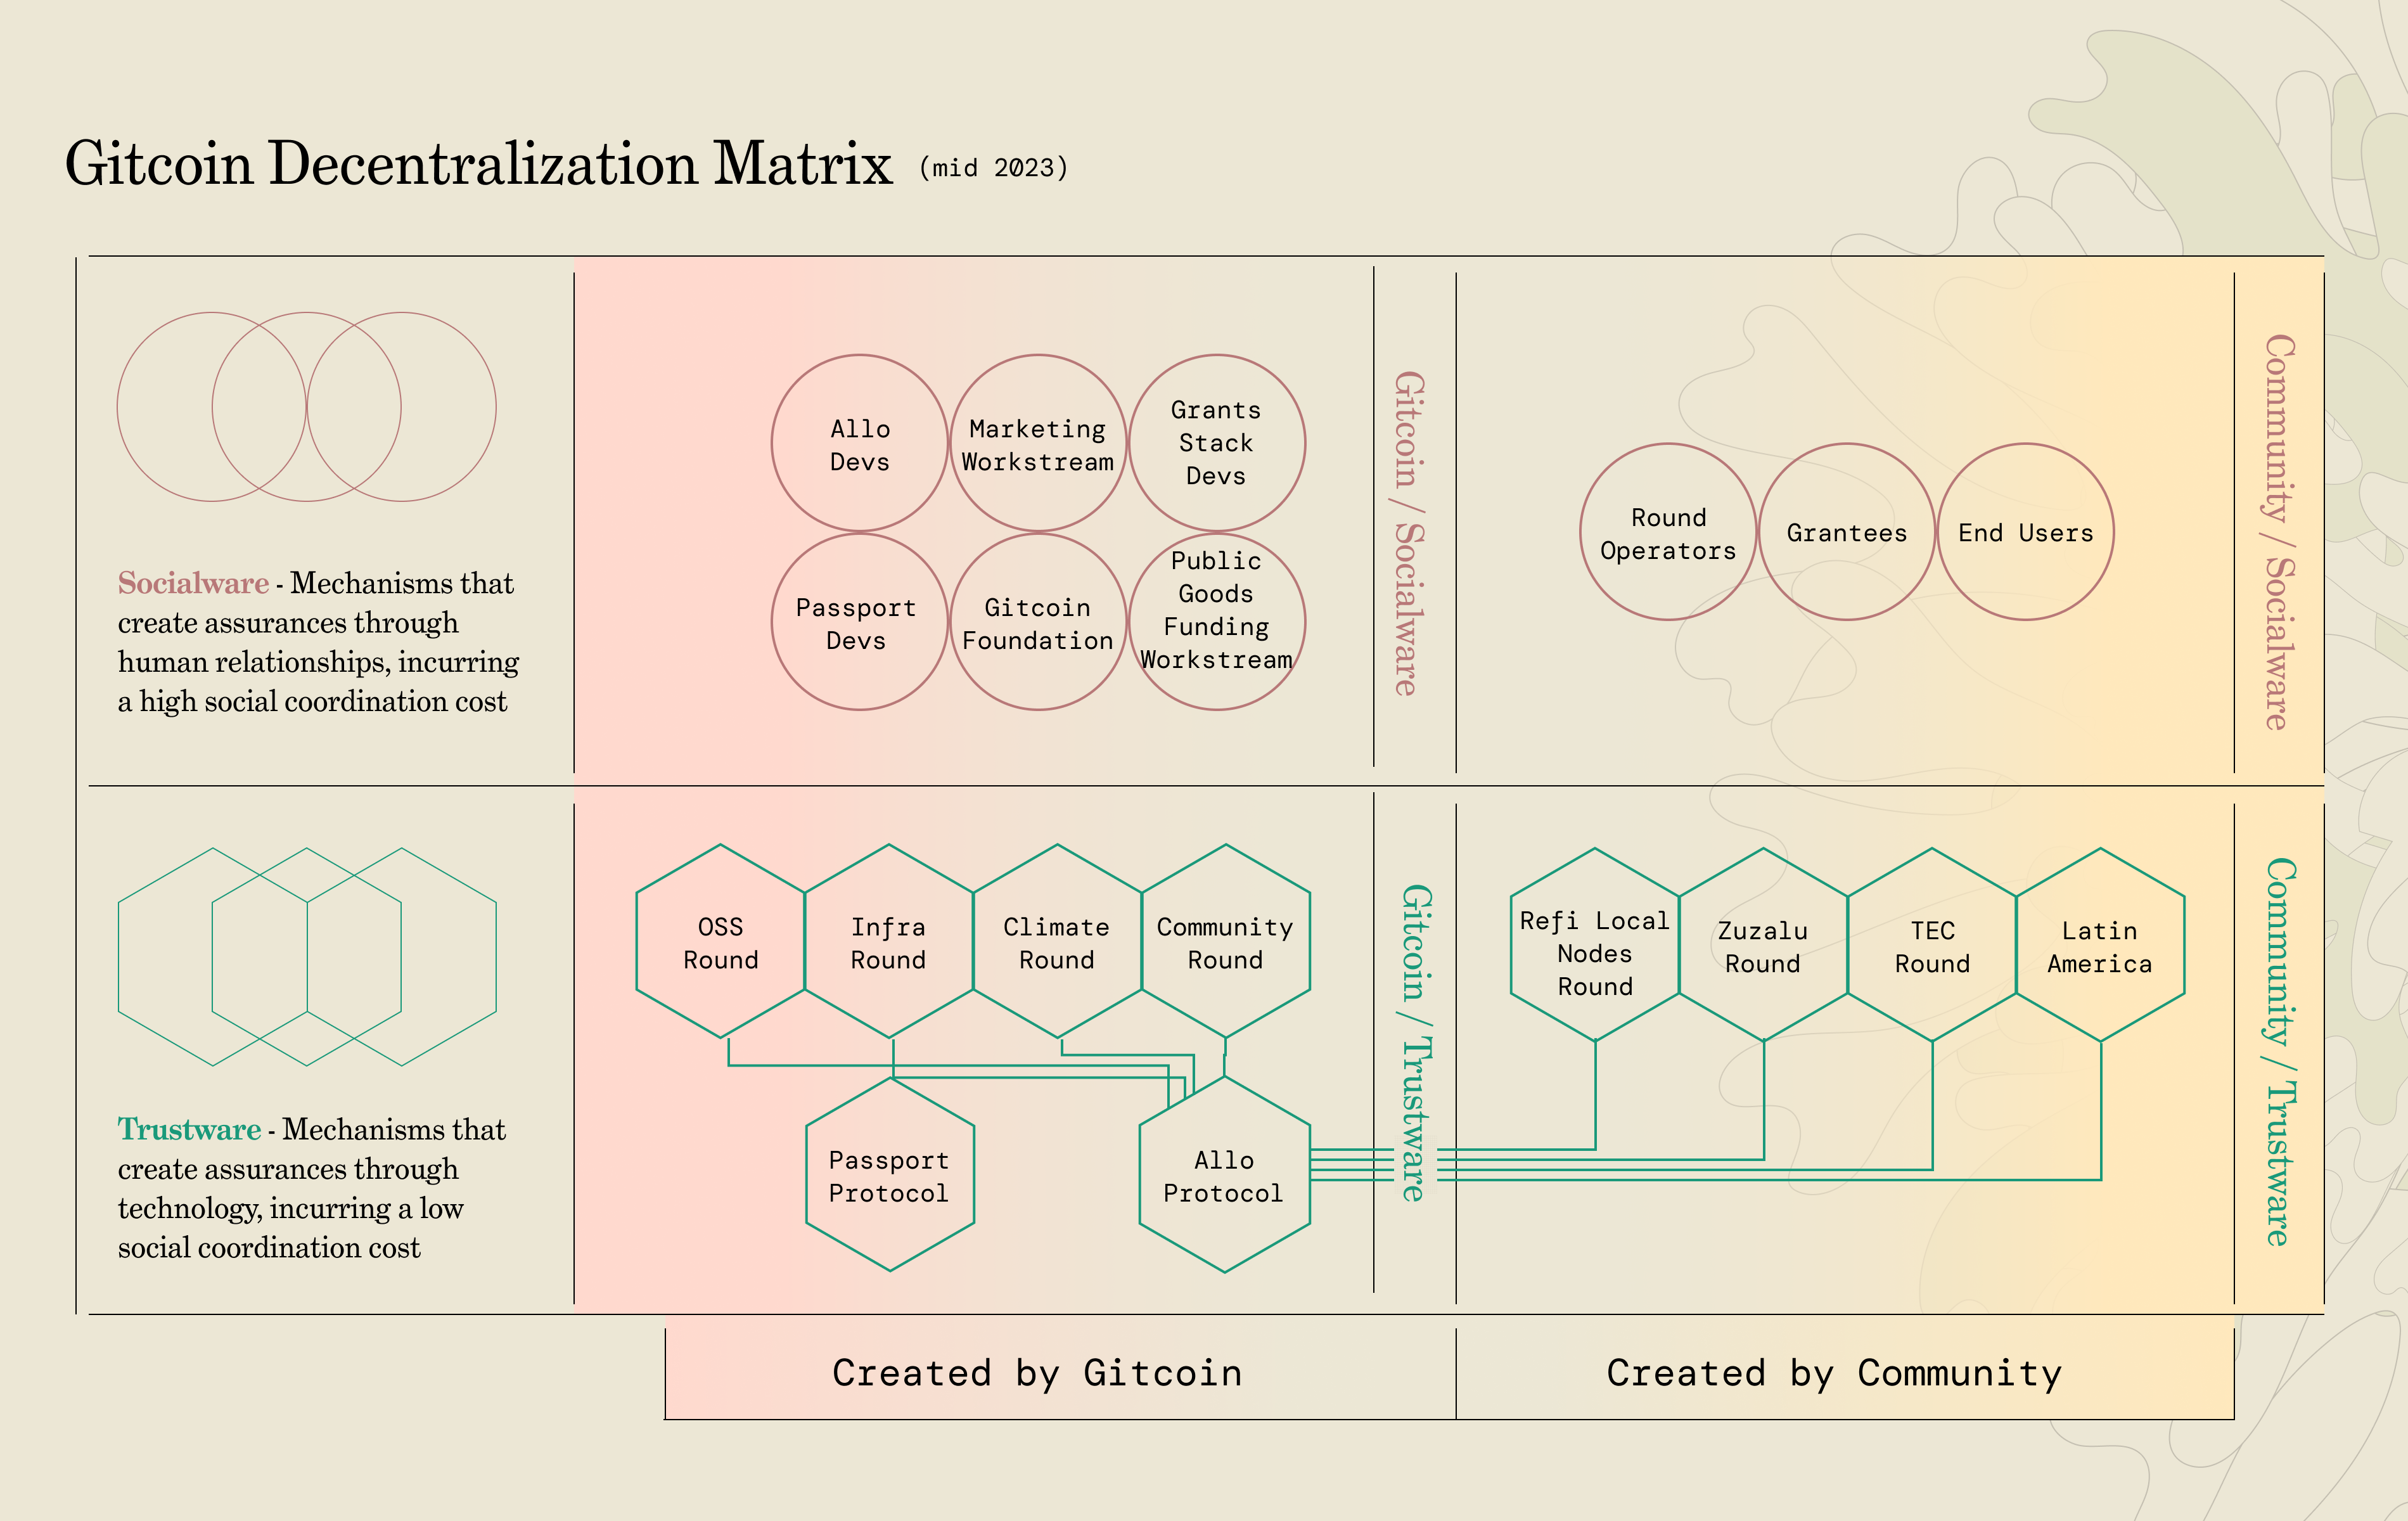 Gitcoin Decentralization Matrix (mid 2023)
Socialware - Mechanisms that
create assurances through
human relationships, incurring
a high social coordination cost
Allo
Devs
Marketing
Workstream
Grants
Stack
Devs
Passport
Devs
Gitcoin
Foundation
Public
Goods
Funding
Workstream
Gitcoin / Socialware
Round
Operators
Grantees
End Users
Community / Socialware
Trustware - Mechanisms that
create assurances through
technology, incurring a low
social coordination cost
OSS
Round
Infra
Round
Climate
Round
Community
Round
Passport
Protocol
Allo
Protocol
Gitcoin / Trustware
Refi Local
Nodes
Round
Zuzalu
Round
TEC
Round
Latin
America
Community / Trustware
Created by Gitcoin
Created by Community